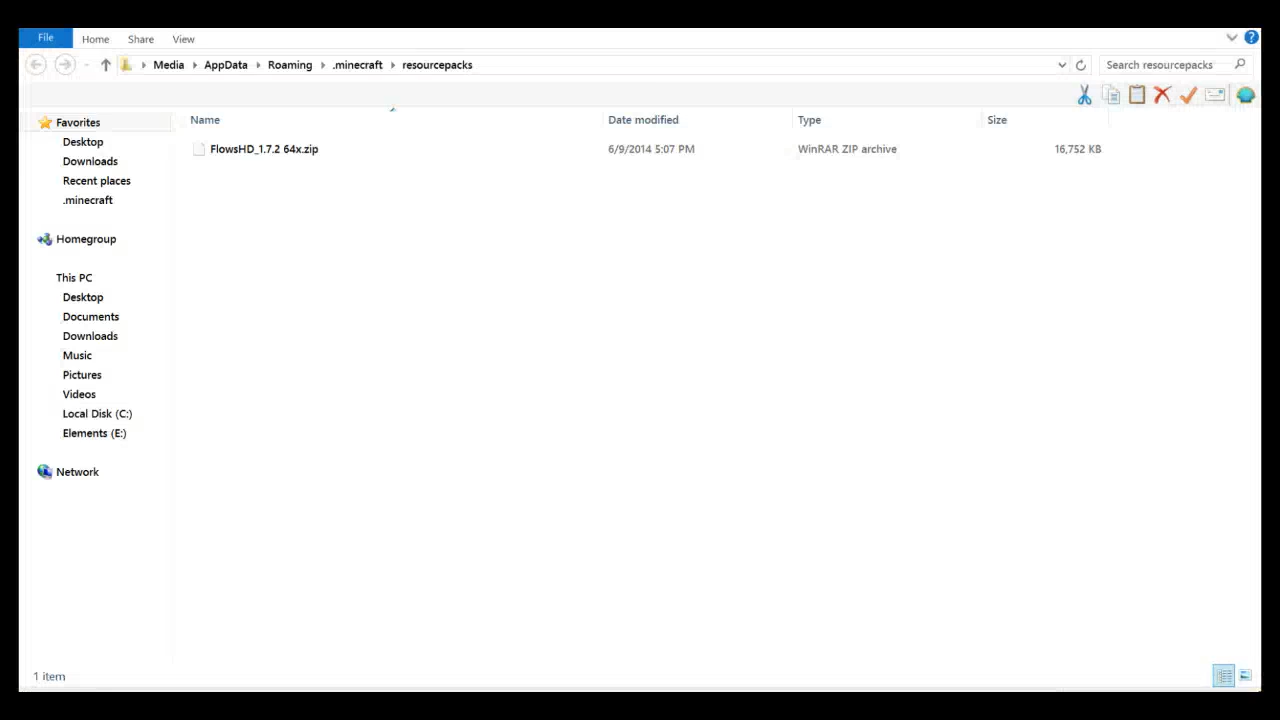 File Home Share View
Media AppData Roaming .minecraft resourcepacks Search resourcepacks
Name Date modified Type Size
FlowsHD_1.7.2 64x.zip 6/9/2014 5:07 PM WinRAR ZIP archive 16,752 KB
Favorites
Desktop
Downloads
Recent places
.minecraft
Homegroup
This PC
Desktop
Documents
Downloads
Music
Pictures
Videos
Local Disk (C:)
Elements (E:)
Network
1 item